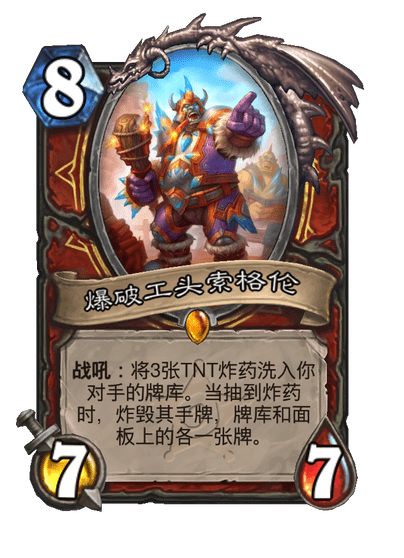 8
爆破工头索格伦
战吼：将3张TNT炸药洗入你
对手的牌库。当抽到炸药
时，炸毁其手牌，牌库和面
板上的各一张牌。
7
7